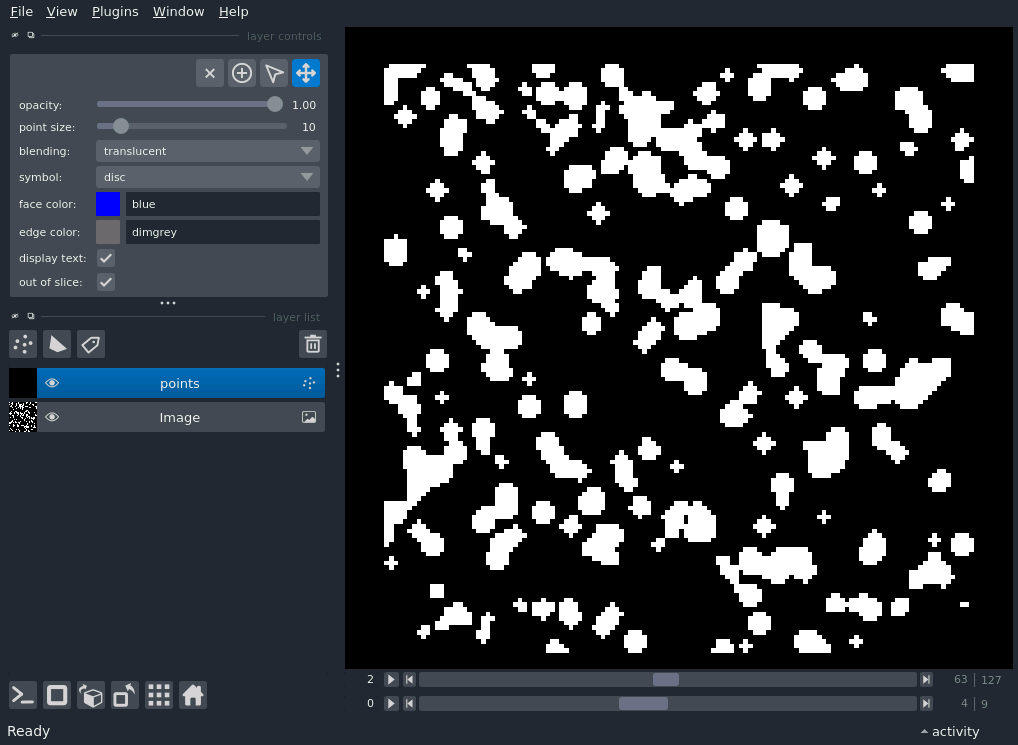 File View Plugins Window Help
layer controls
opacity: 1.00
point size: 10
blending: translucent
symbol: disc
face color: blue
edge color: dimgrey
display text:
out of slice:
layer list
points
Image
2 63 127
0 4 9
Ready activity